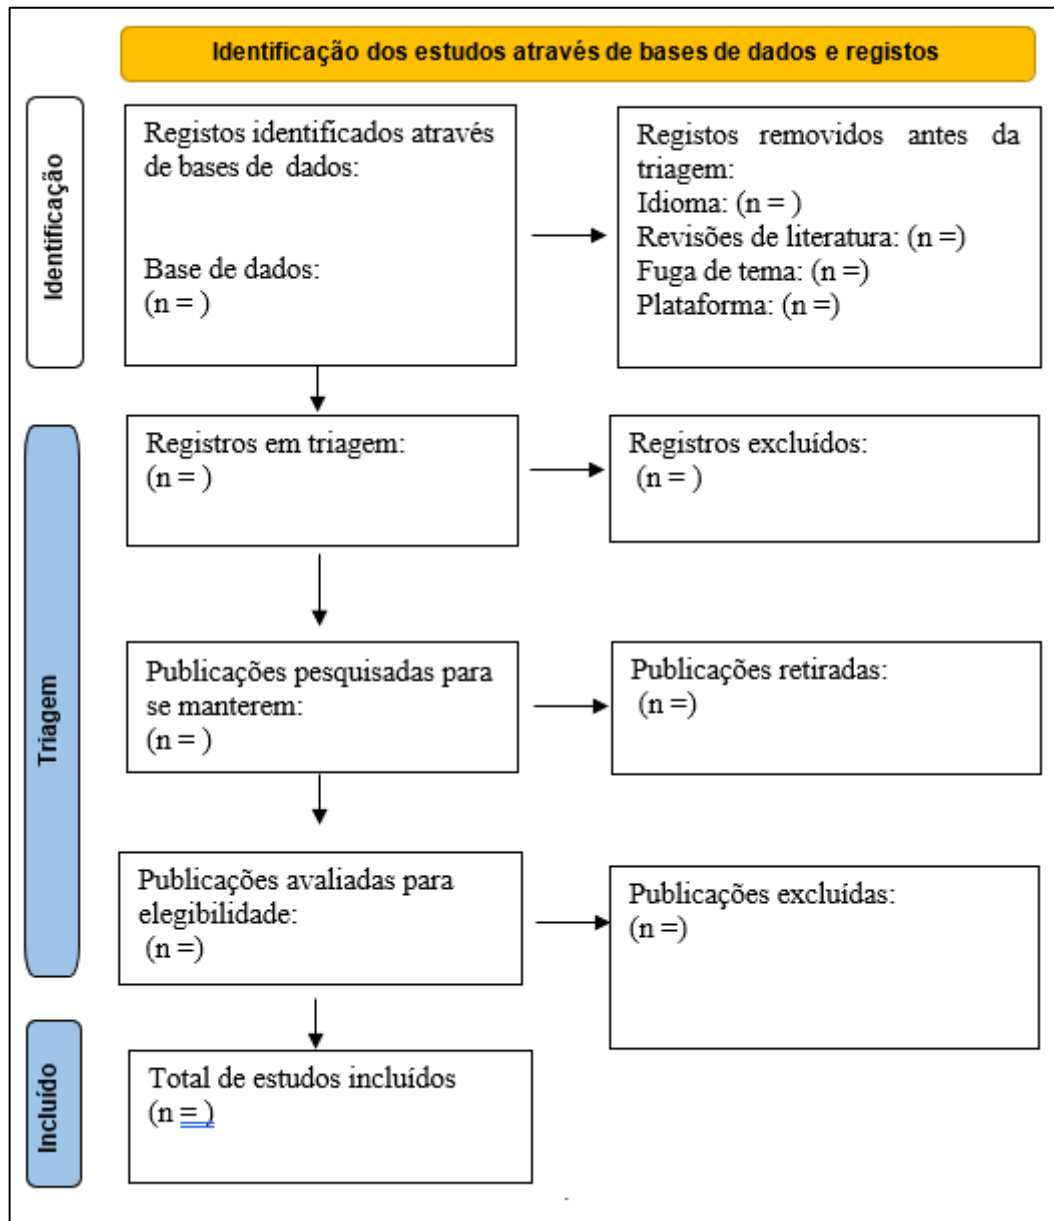 Identificação dos estudos através de bases de dados e registos
Identificação
Registos identificados através
de bases de dados:
Base de dados:
(n = )
Registos removidos antes da
triagem:
Idioma: (n = )
Revisões de literatura: (n =)
Fuga de tema: (n =)
Plataforma: (n =)
Triagem
Registros em triagem:
(n = )
Registros excluídos:
(n = )
Publicações pesquisadas para
se manterem:
(n = )
Publicações retiradas:
(n =)
Publicações avaliadas para
elegibilidade:
(n =)
Publicações excluídas:
(n =)
Incluído
Total de estudos incluídos
(n = )